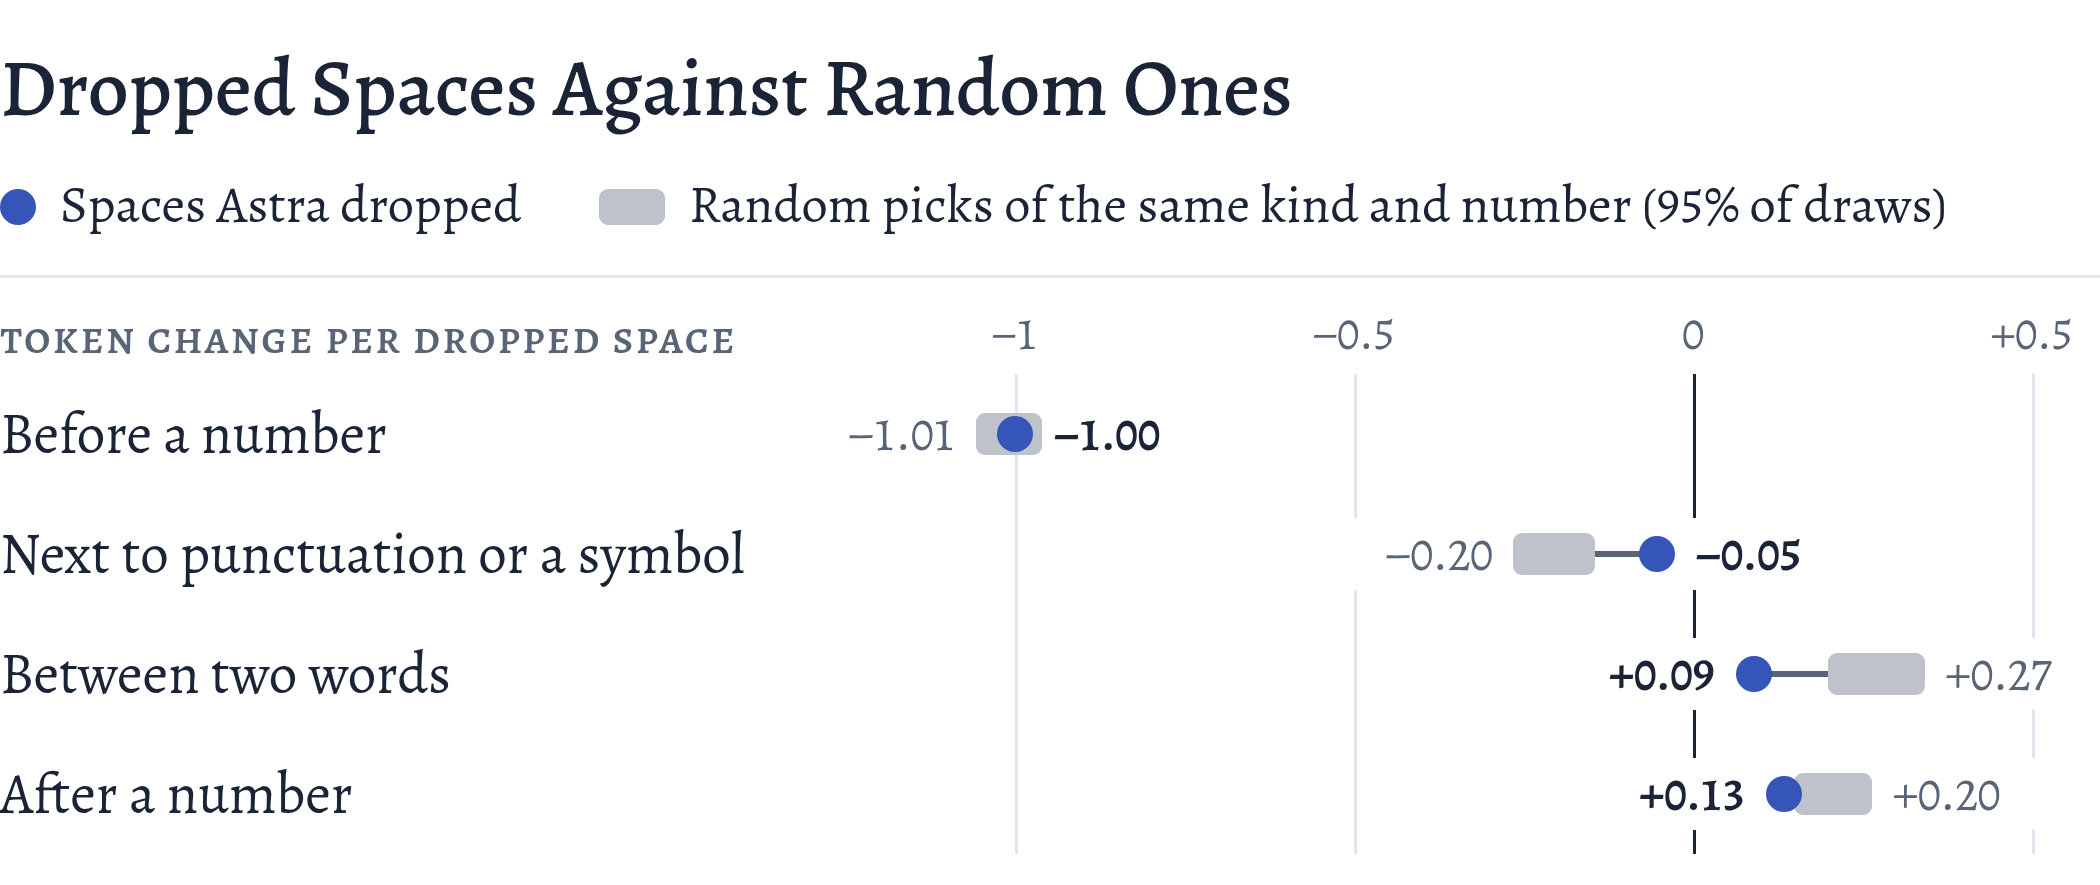 Dropped Spaces Against Random Ones
Spaces Astra dropped
Random picks of the same kind and number (95% of draws)
TOKEN CHANGE PER DROPPED SPACE
−1 −0.5 0 +0.5
Before a number −1.01 −1.00
Next to punctuation or a symbol −0.20 −0.05
Between two words +0.09 +0.27
After a number +0.13 +0.20